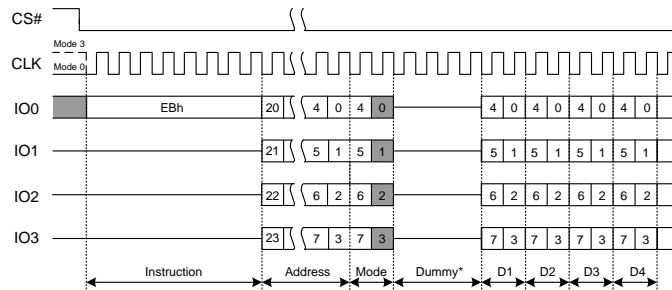 CS#
Mode 3
CLK
Mode 0
IO0 EBh 20 4 0 4 0 4 0 4 0 4 0 4 0
IO1 21 5 1 5 1 5 1 5 1 5 1 5 1
IO2 22 6 2 6 2 6 2 6 2 6 2 6 2
IO3 23 7 3 7 3 7 3 7 3 7 3 7 3
Instruction Address Mode Dummy* D1 D2 D3 D4